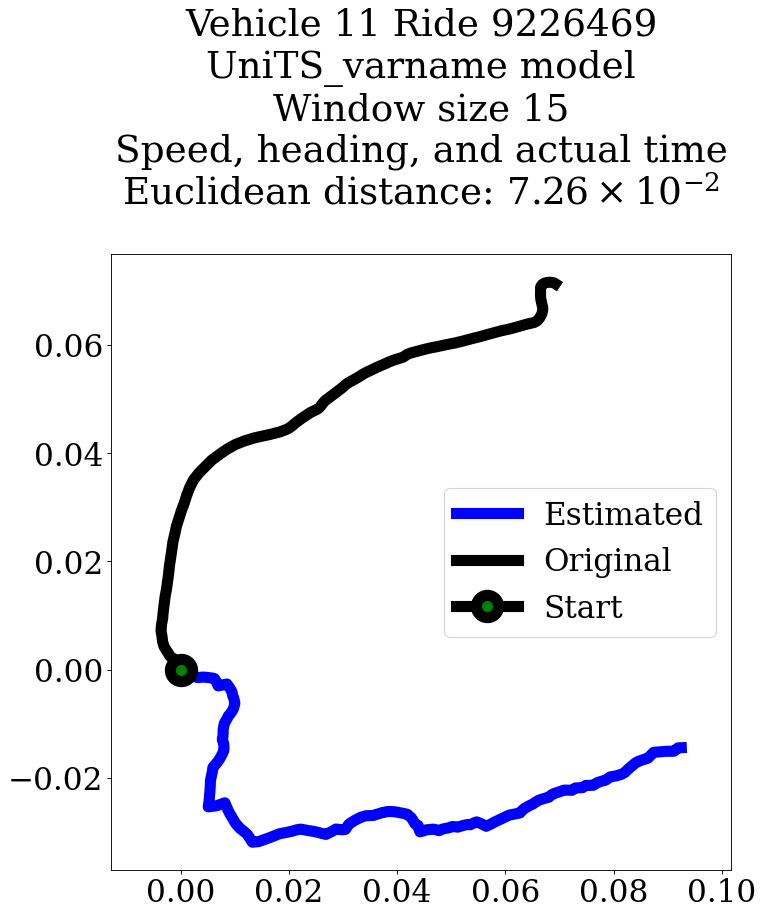 Vehicle 11 Ride 9226469
UniTS_varname model
Window size 15
Speed, heading, and actual time
Euclidean distance: 7.26 × 10⁻²
0.06
0.04
0.02
0.00
−0.02
Estimated
Original
Start
0.00 0.02 0.04 0.06 0.08 0.10